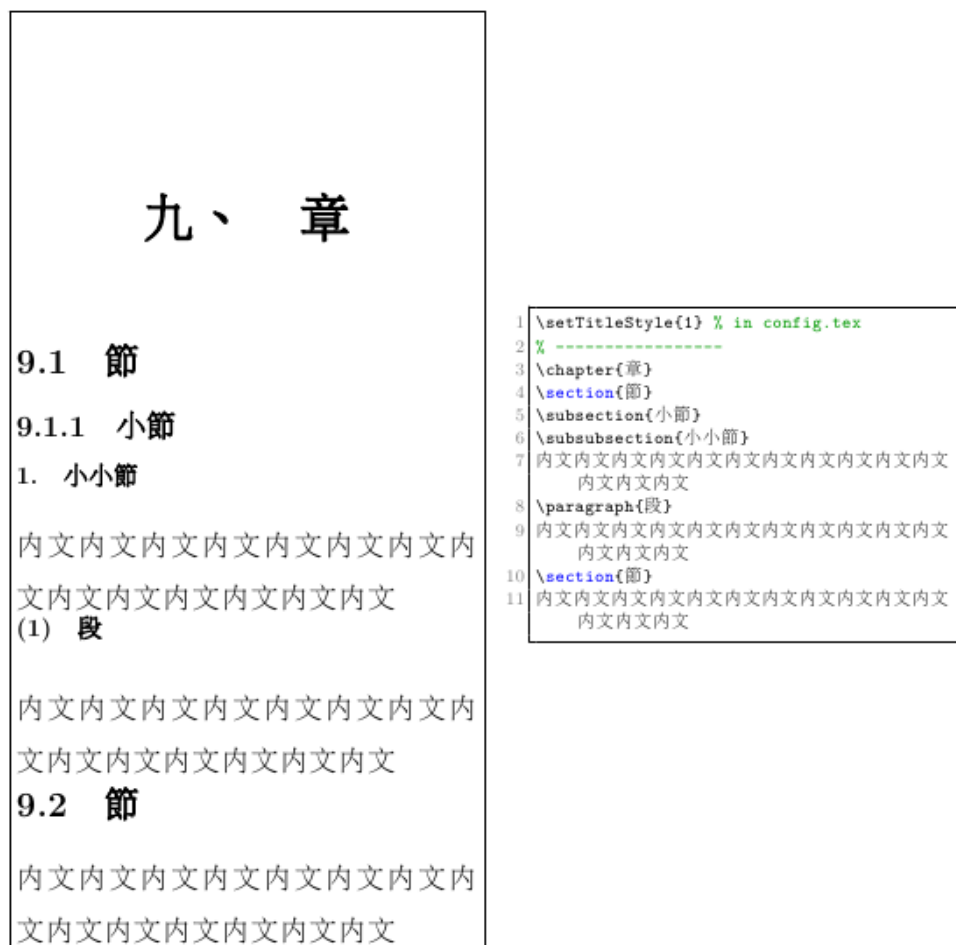 九、 章
9.1 節
9.1.1 小節
1. 小小節
內文內文內文內文內文內文內文內
文內文內文內文內文內文內文
(1) 段
內文內文內文內文內文內文內文內
文內文內文內文內文內文內文
9.2 節
內文內文內文內文內文內文內文內
文內文內文內文內文內文內文
1 \setTitleStyle{1} % in config.tex
2 % -----------------
3 \chapter{章}
4 \section{節}
5 \subsection{小節}
6 \subsubsection{小小節}
7 內文內文內文內文內文內文內文內文內文內文內文
內文內文內文
8 \paragraph{段}
9 內文內文內文內文內文內文內文內文內文內文內文
內文內文內文
10 \section{節}
11 內文內文內文內文內文內文內文內文內文內文內文
內文內文內文